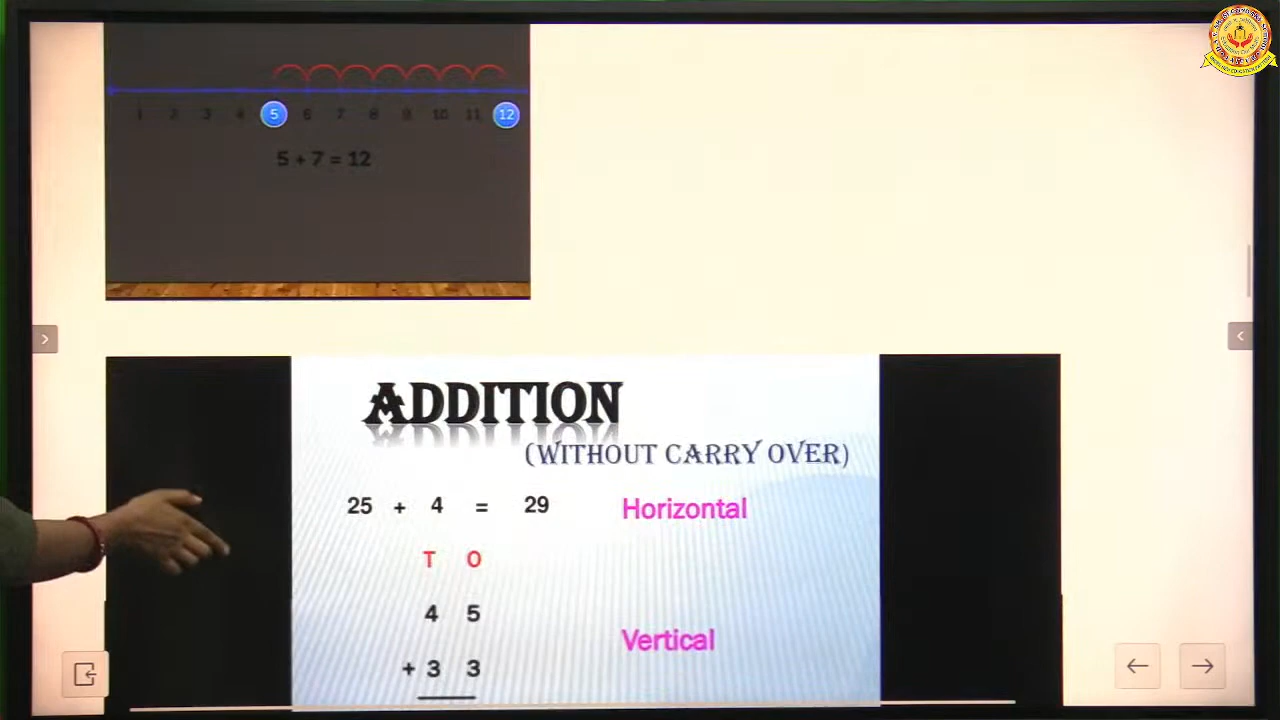 1 2 3 4 5 6 7 8 9 10 11 12
5 + 7 = 12
ADDITION
(WITHOUT CARRY OVER)
25 + 4 = 29 Horizontal
T O
4 5
Vertical
+ 3 3